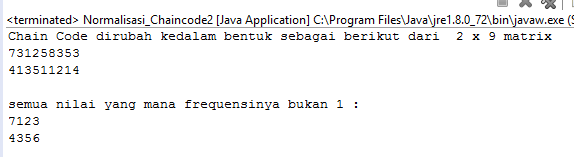 <terminated> Normalisasi_Chaincode2 [Java Application] C:\Program Files\Java\jre1.8.0_72\bin\javaw.exe (S
Chain Code dirubah kedalam bentuk sebagai berikut dari  2 x 9 matrix
731258353
413511214
semua nilai yang mana frequensinya bukan 1 :
7123
4356